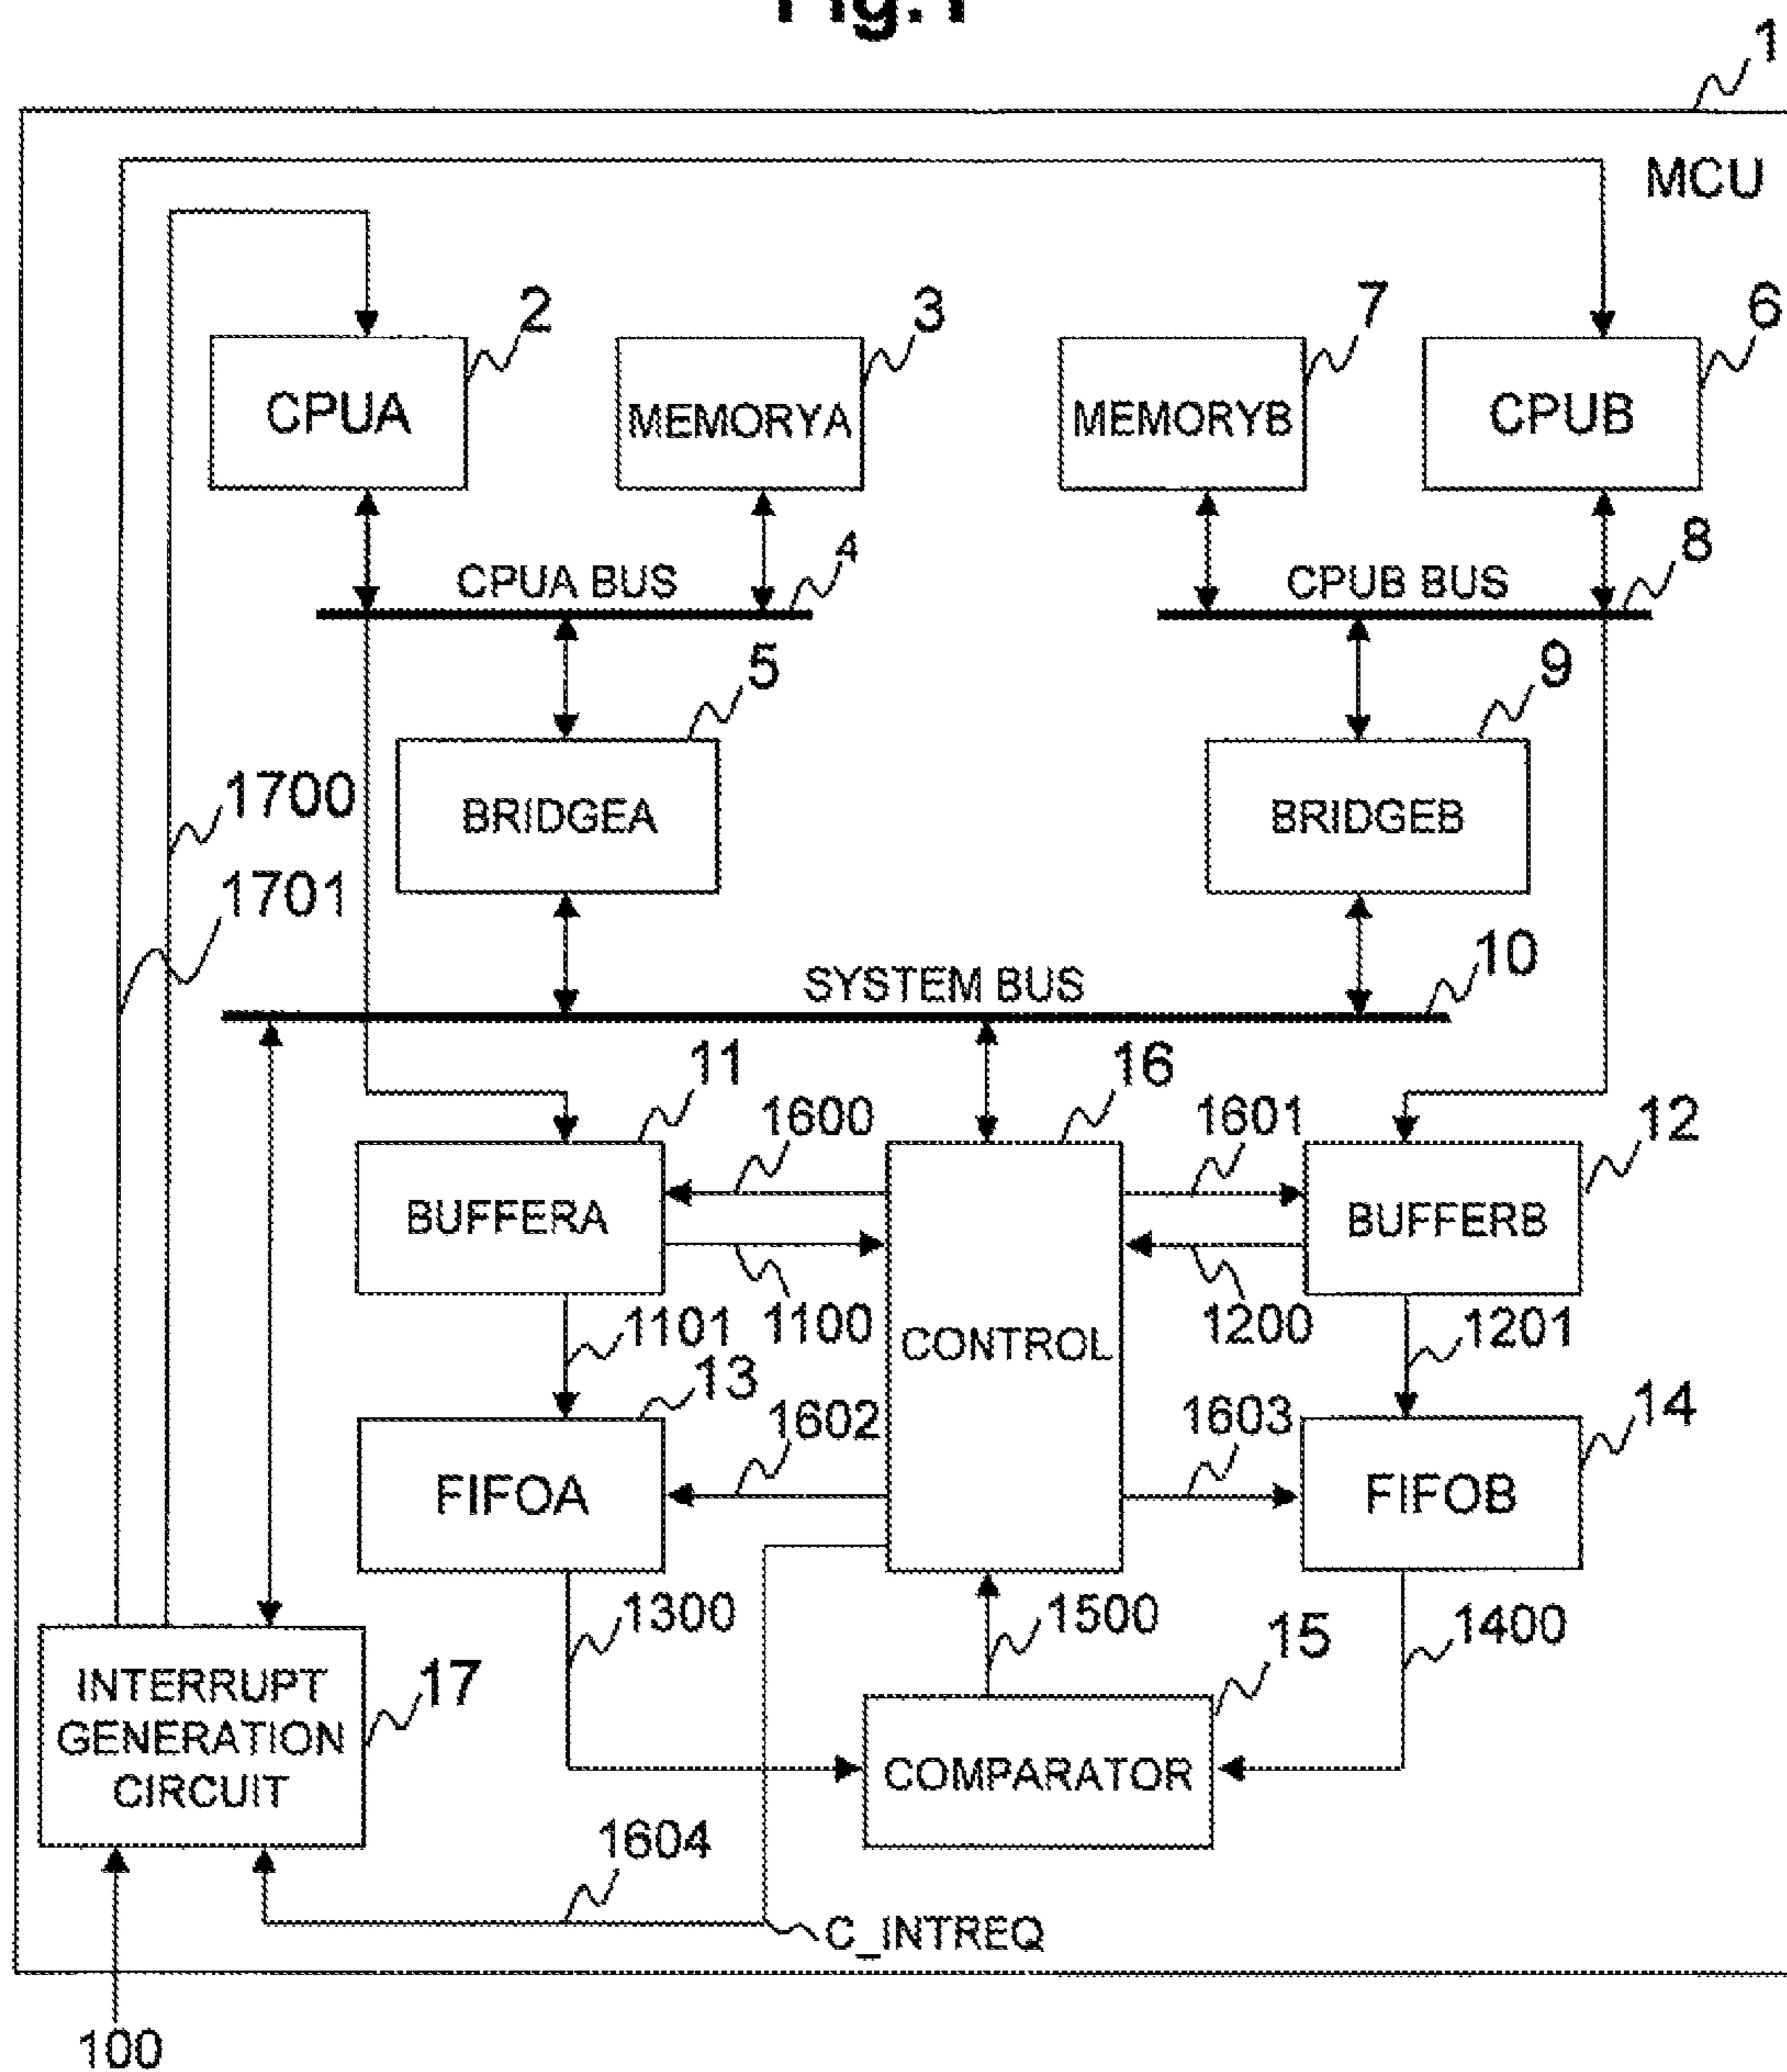 Fig.1
1
MCU
2
3
7
6
CPUA
MEMORYA
MEMORYB
CPUB
4
8
CPUA BUS
CPUB BUS
5
9
1700
BRIDGEA
BRIDGEB
1701
10
SYSTEM BUS
11
16
1600
1601
12
BUFFERA
BUFFERB
1101
1100
CONTROL
1200
1201
13
1602
1603
14
FIFOA
FIFOB
1300
1500
15
1400
INTERRUPT
GENERATION
CIRCUIT
17
COMPARATOR
1604
C_INTREQ
100